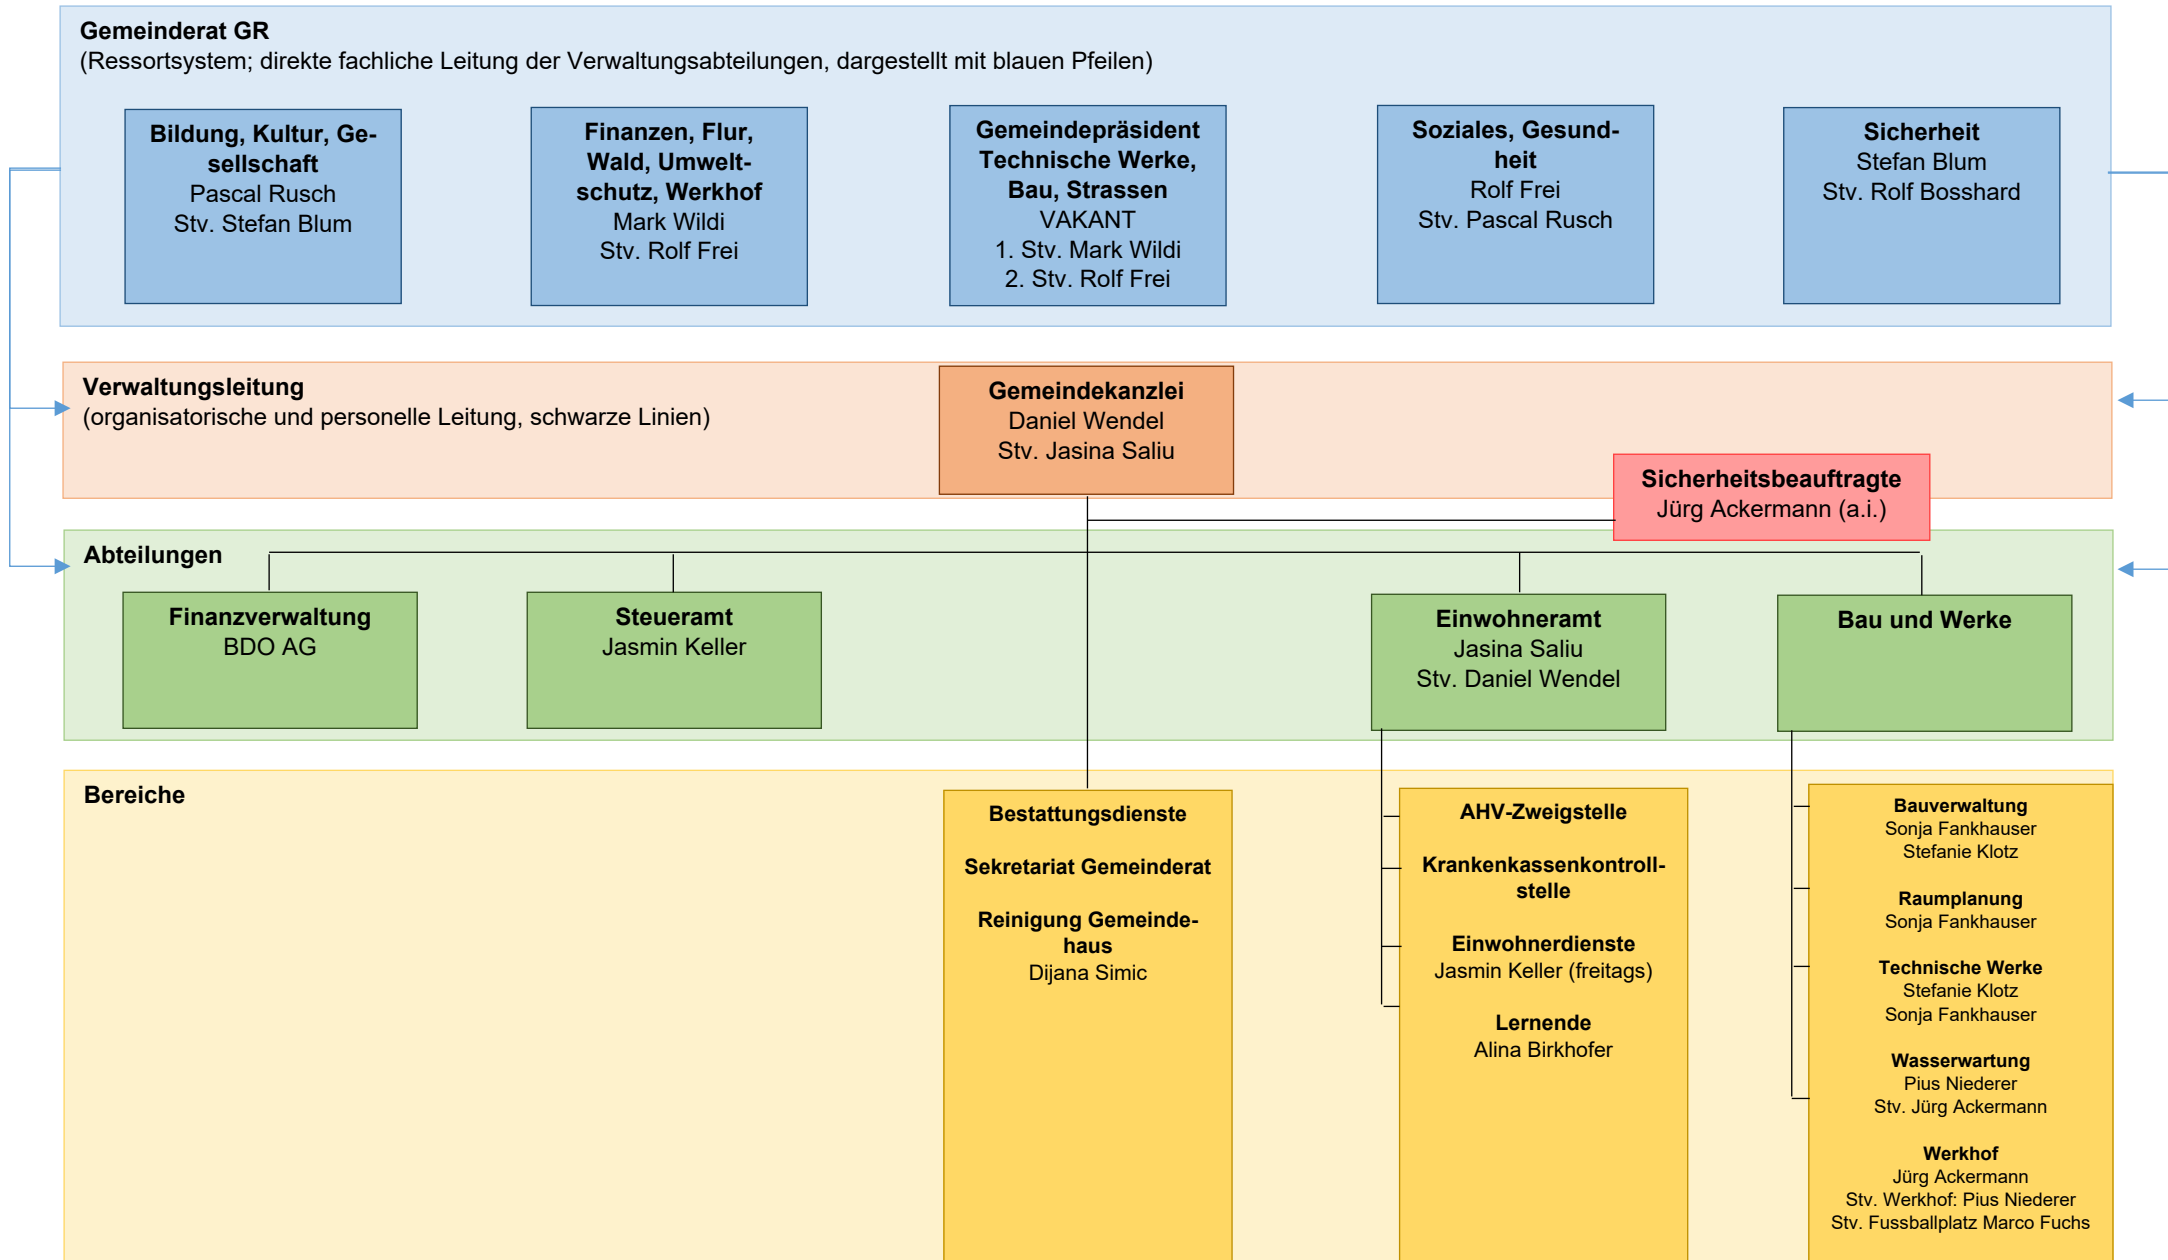 Gemeinderat GR
(Ressortsystem; direkte fachliche Leitung der Verwaltungsabteilungen, dargestellt mit blauen Pfeilen)
Bildung, Kultur, Ge-
sellschaft
Pascal Rusch
Stv. Stefan Blum
Finanzen, Flur,
Wald, Umwelt-
schutz, Werkhof
Mark Wildi
Stv. Rolf Frei
Gemeindepräsident
Technische Werke,
Bau, Strassen
VAKANT
1. Stv. Mark Wildi
2. Stv. Rolf Frei
Soziales, Gesund-
heit
Rolf Frei
Stv. Pascal Rusch
Sicherheit
Stefan Blum
Stv. Rolf Bosshard
Verwaltungsleitung
(organisatorische und personelle Leitung, schwarze Linien)
Gemeindekanzlei
Daniel Wendel
Stv. Jasina Saliu
Sicherheitsbeauftragte
Jürg Ackermann (a.i.)
Abteilungen
Finanzverwaltung
BDO AG
Steueramt
Jasmin Keller
Einwohneramt
Jasina Saliu
Stv. Daniel Wendel
Bau und Werke
Bereiche
Bestattungsdienste
Sekretariat Gemeinderat
Reinigung Gemeinde-
haus
Dijana Simic
AHV-Zweigstelle
Krankenkassenkontroll-
stelle
Einwohnerdienste
Jasmin Keller (freitags)
Lernende
Alina Birkhofer
Bauverwaltung
Sonja Fankhauser
Stefanie Klotz
Raumplanung
Sonja Fankhauser
Technische Werke
Stefanie Klotz
Sonja Fankhauser
Wasserwartung
Pius Niederer
Stv. Jürg Ackermann
Werkhof
Jürg Ackermann
Stv. Werkhof: Pius Niederer
Stv. Fussballplatz Marco Fuchs